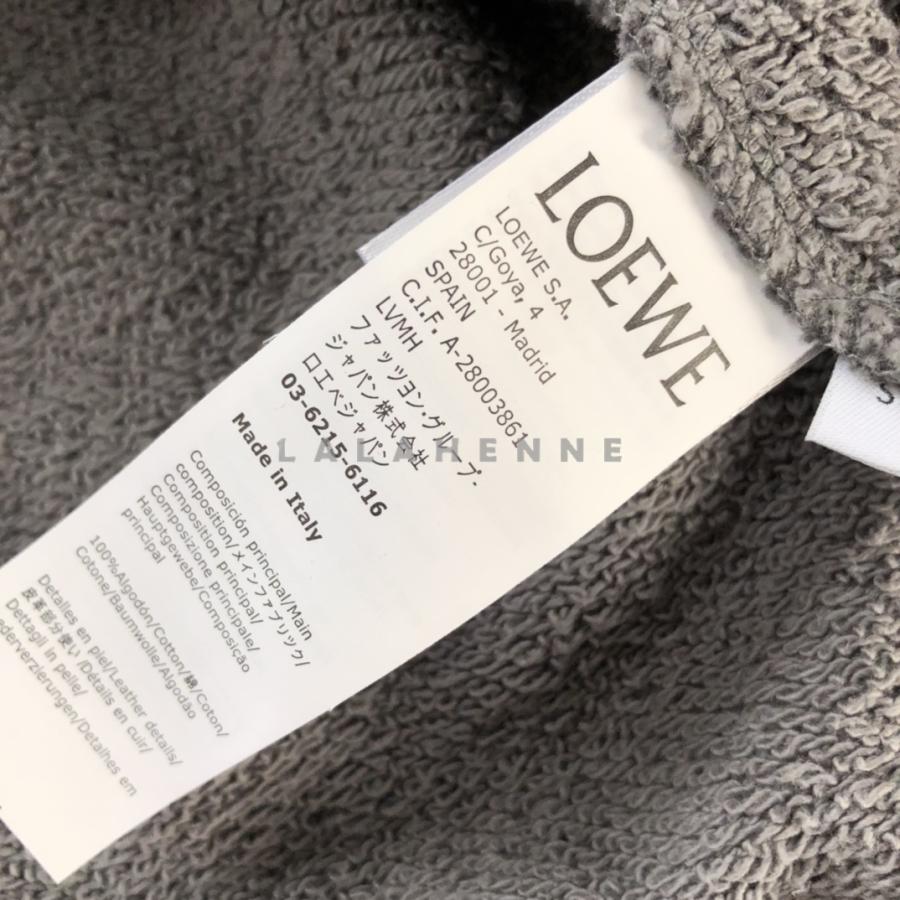 LOEWE
LOEWE S.A.
C/Goya, 4
28001 - Madrid
SPAIN
C.I.F. A-28003861
LVMH
ファッツョン·グループ-
ジャパン株式会社
ロエベジャパン
03-6215-6116
Made in Italy
LALAHENNE
Composición principal/Main
composition/メインファブリック/
Composition principal/
Composizione principale/
Hauptgewebe/Composição
principal
100%Algodón/Cotton/綿/Coton/
Cotone/Baumwolle/Algodão
Detalles en piel/Leather details/
皮革部分使い/Détails en cuir/
Dettagli in pelle/
/Detalhes em